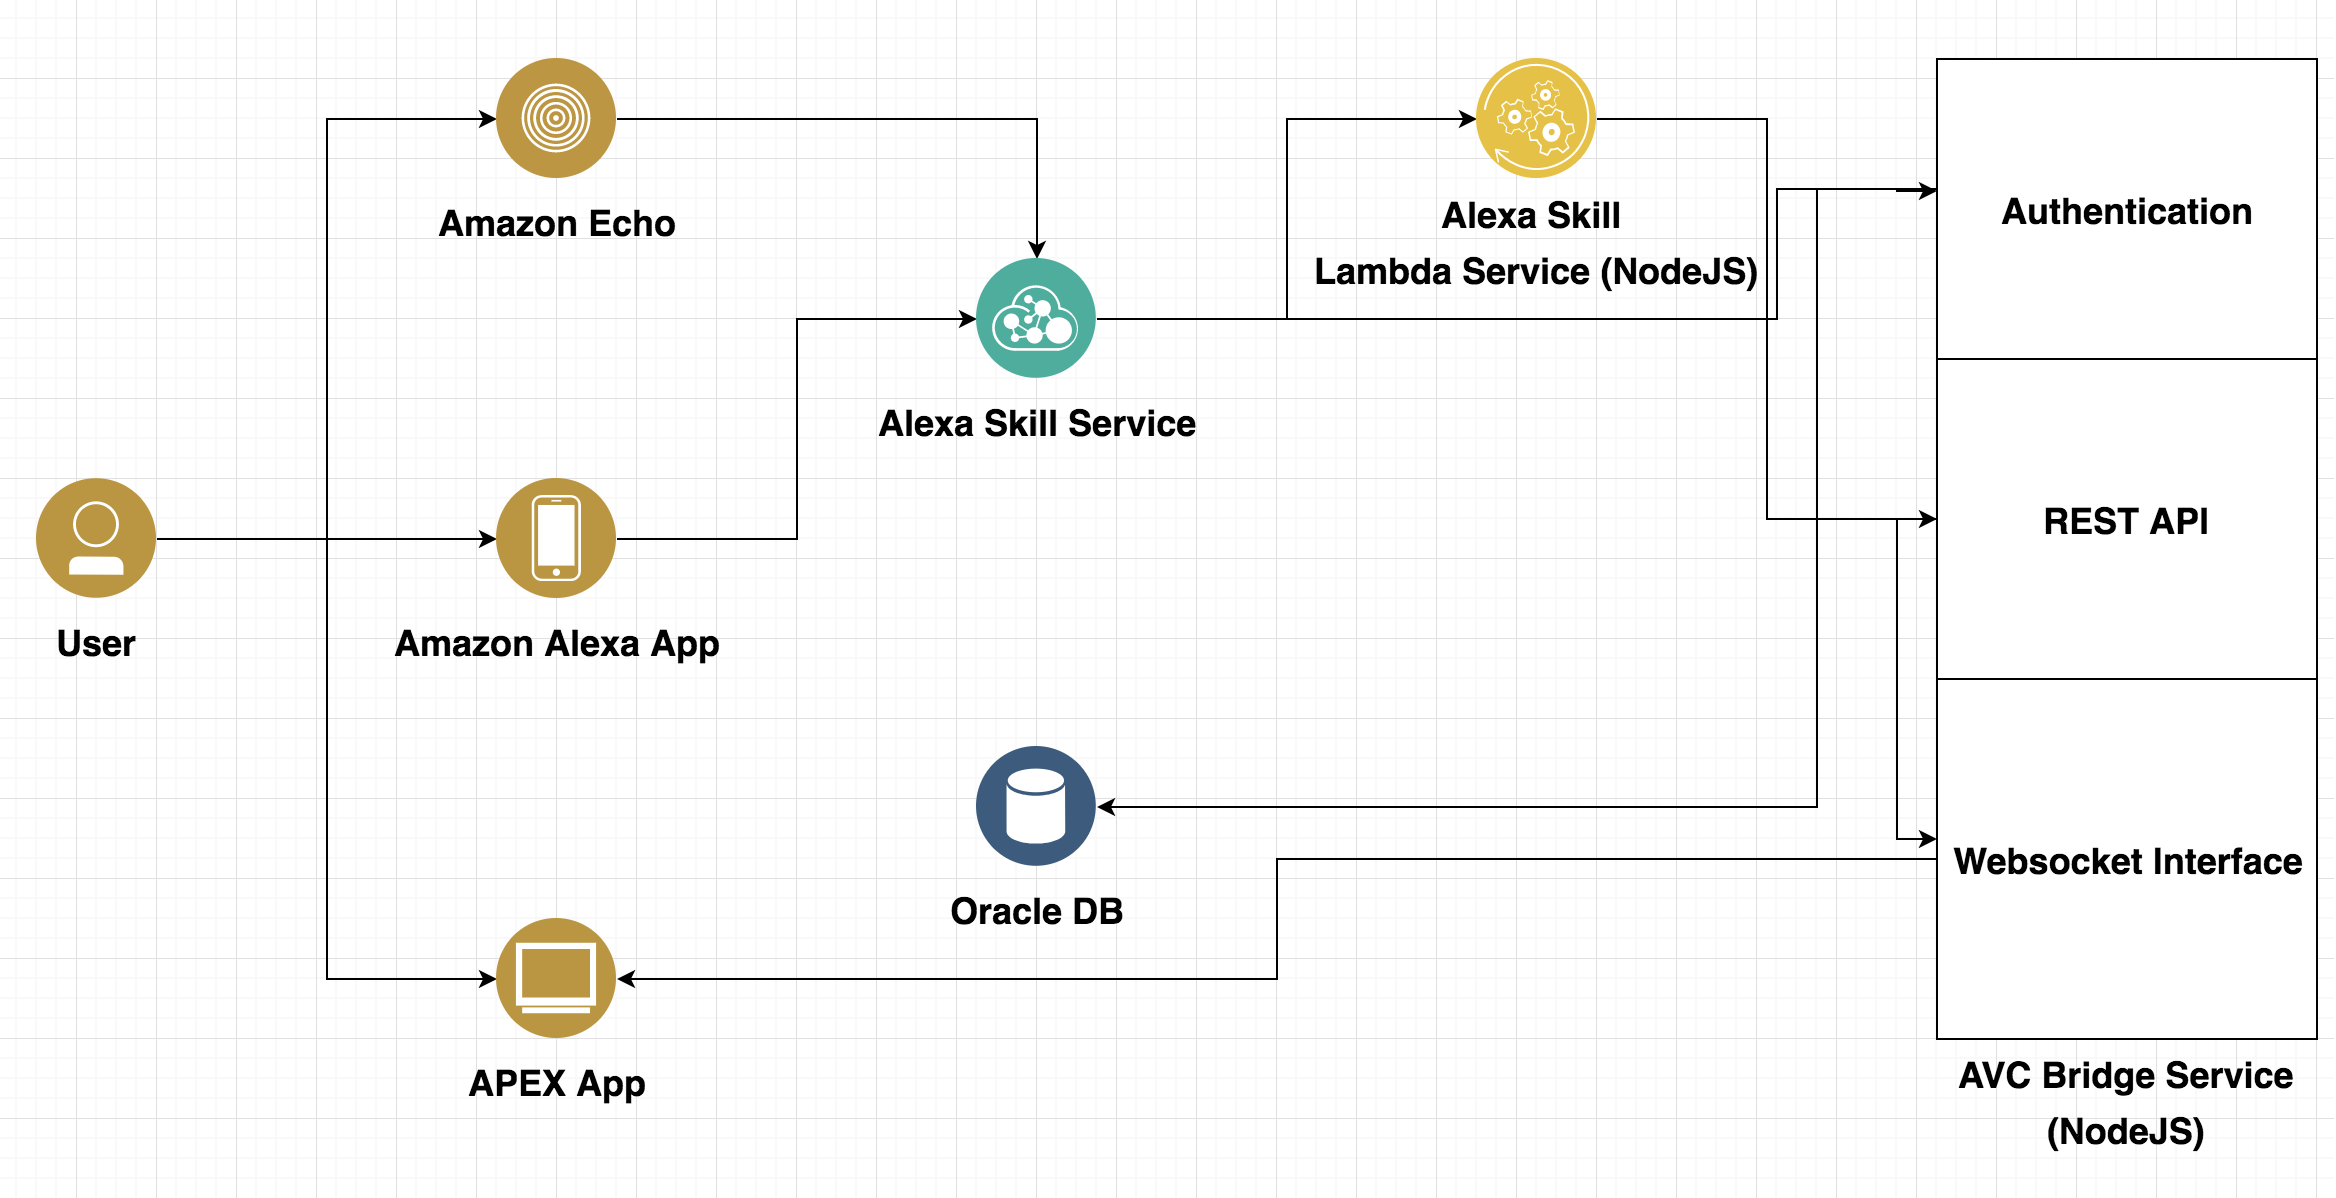 Amazon Echo
Alexa Skill
Lambda Service (NodeJS)
Authentication
Alexa Skill Service
REST API
User
Amazon Alexa App
Oracle DB
Websocket Interface
APEX App
AVC Bridge Service
(NodeJS)